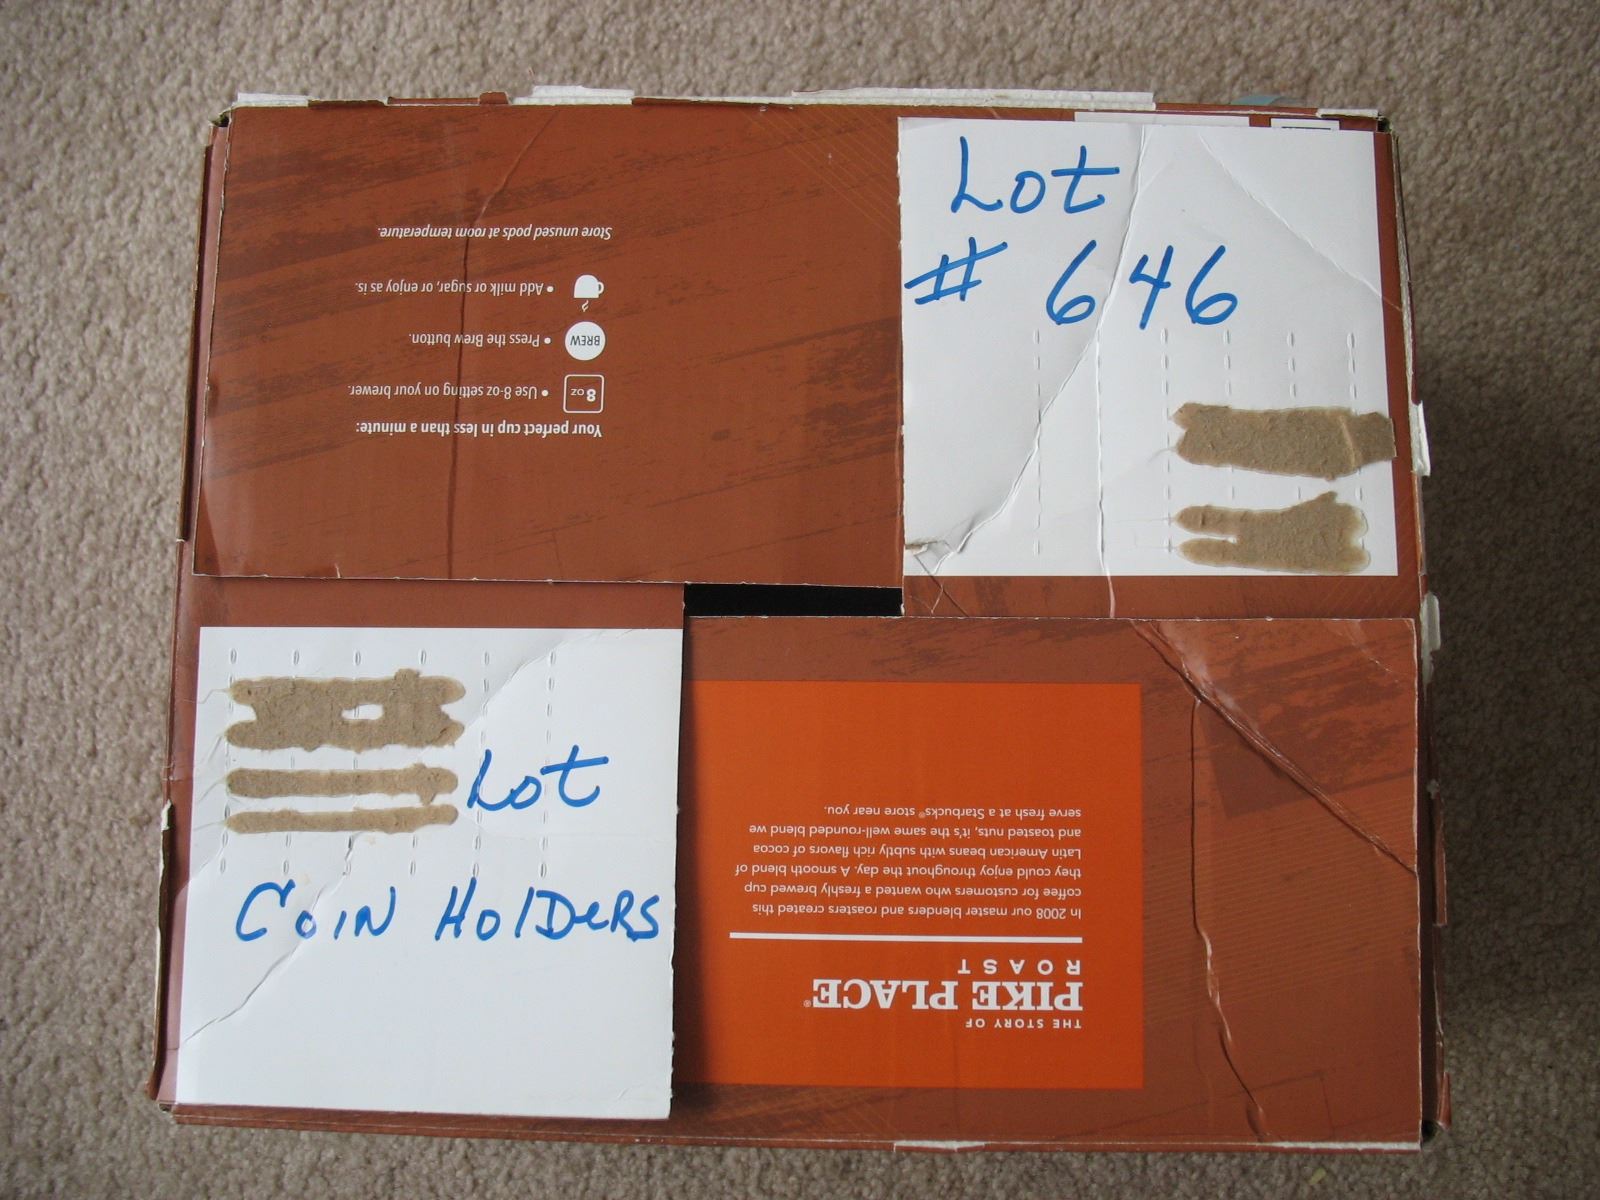 Lot
# 646
Lot
COIN HOLDERS
Your perfect cup in less than a minute:
8 OZ • Use 8-oz setting on your brewer.
BREW • Press the Brew button.
• Add milk or sugar, or enjoy as is.
Store unused pods at room temperature.
THE STORY OF
PIKE PLACE®
ROAST
In 2008 our master blenders and roasters created this
coffee for customers who wanted a freshly brewed cup
they could enjoy throughout the day. A smooth blend of
Latin American beans with subtly rich flavors of cocoa
and toasted nuts, it's the same well-rounded blend we
serve fresh at a Starbucks® store near you.